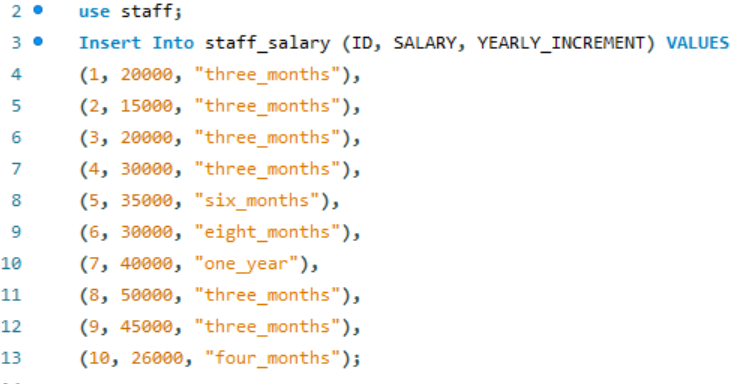 2 use staff;
3 Insert Into staff_salary (ID, SALARY, YEARLY_INCREMENT) VALUES
4 (1, 20000, "three_months"),
5 (2, 15000, "three_months"),
6 (3, 20000, "three_months"),
7 (4, 30000, "three_months"),
8 (5, 35000, "six_months"),
9 (6, 30000, "eight_months"),
10 (7, 40000, "one_year"),
11 (8, 50000, "three_months"),
12 (9, 45000, "three_months"),
13 (10, 26000, "four_months");